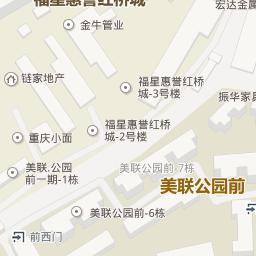 福星惠誉红桥城
金牛管业
宏达金属
链家地产
福星惠誉红桥
城-3号楼
振华家具
福星惠誉红桥
城-2号楼
重庆小面
美联.公园
前一期-1栋
美联公园前-7栋
美联公园前
美联公园前-6栋
前西门